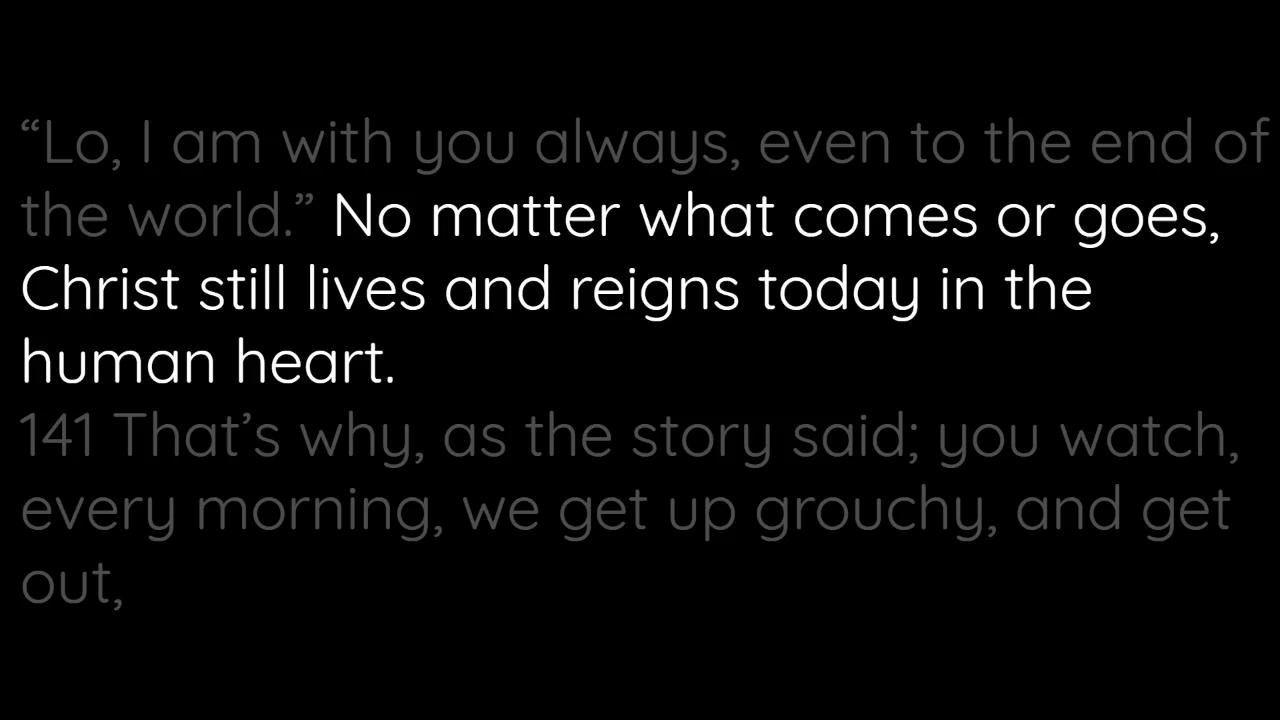 “Lo, I am with you always, even to the end of
the world.” No matter what comes or goes,
Christ still lives and reigns today in the
human heart.
141 That’s why, as the story said; you watch,
every morning, we get up grouchy, and get
out,